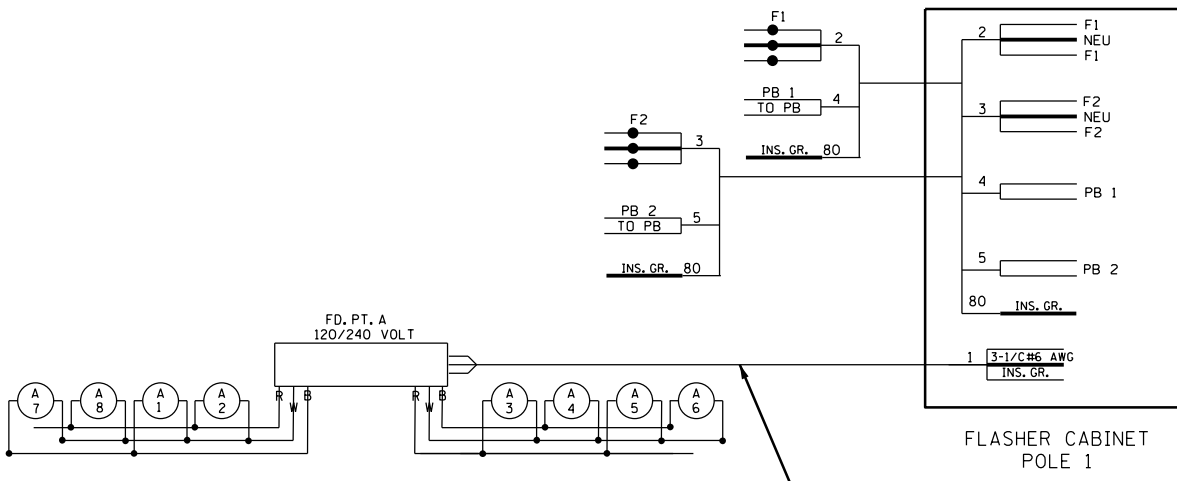 F1
2
PB 1
TO PB
4
INS. GR. 80
F2
3
PB 2
TO PB
5
INS. GR. 80
2
F1
NEU
F1
3
F2
NEU
F2
4
PB 1
5
PB 2
80 INS. GR.
1
3-1/C#6 AWG
INS. GR.
FLASHER CABINET
POLE 1
FD. PT. A
120/240 VOLT
R W B
R W B
A 7
A 8
A 1
A 2
A 3
A 4
A 5
A 6